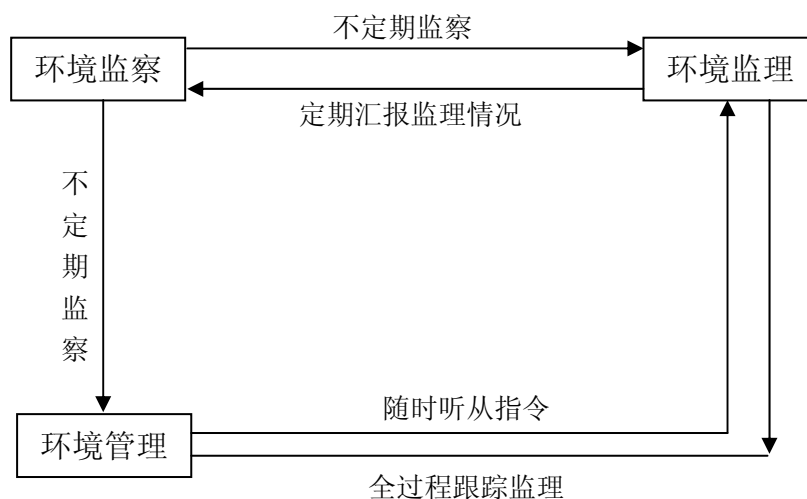 不定期监察
环境监察
环境监理
定期汇报监理情况
不定期监察
随时听从指令
环境管理
全过程跟踪监理